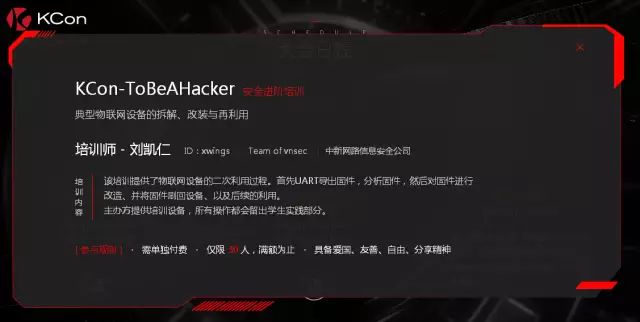 KCon
SCHEDULE
大会日程
KCon-ToBeAHacker 安全进阶培训
典型物联网设备的拆解、改装与再利用
培训师 - 刘凯仁 ID：xwings Team of vnsec 中新网路信息安全公司
培训内容
该培训提供了物联网设备的二次利用过程。首先UART导出固件，分析固件，然后对固件进行
改造、并将固件刷回设备、以及后续的利用。
主办方提供培训设备，所有操作都会留出学生实践部分。
[ 参与规则 ] · 需单独付费 · 仅限 30 人，满额为止 · 具备爱国、友善、自由、分享精神